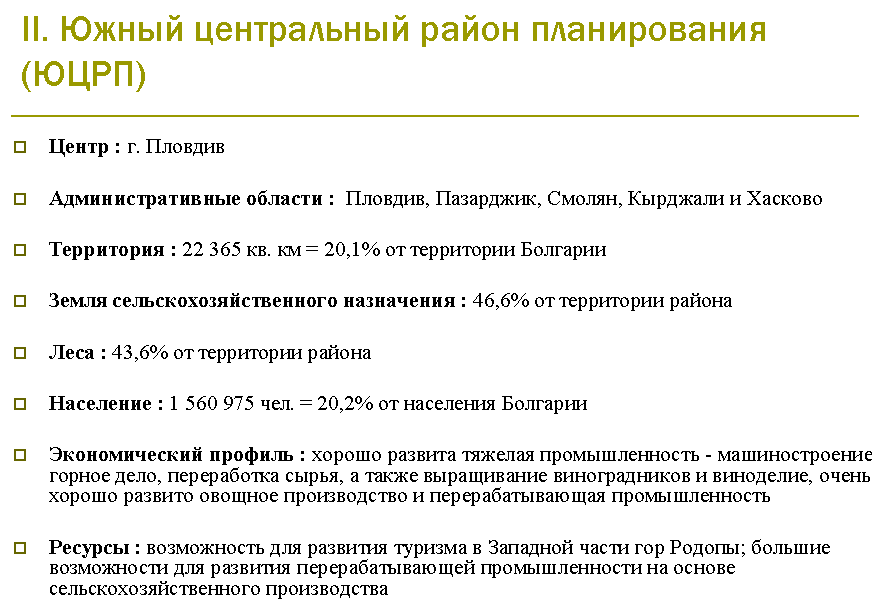 II. Южный центральный район планирования
(ЮЦРП)
Центр : г. Пловдив
Административные области : Пловдив, Пазарджик, Смолян, Кырджали и Хасково
Территория : 22 365 кв. км = 20,1% от территории Болгарии
Земля сельскохозяйственного назначения : 46,6% от территории района
Леса : 43,6% от территории района
Население : 1 560 975 чел. = 20,2% от населения Болгарии
Экономический профиль : хорошо развита тяжелая промышленность - машиностроение
горное дело, переработка сырья, а также выращивание виноградников и виноделие, очень
хорошо развито овощное производство и перерабатывающая промышленность
Ресурсы : возможность для развития туризма в Западной части гор Родопы; большие
возможности для развития перерабатывающей промышленности на основе
сельскохозяйственного производства